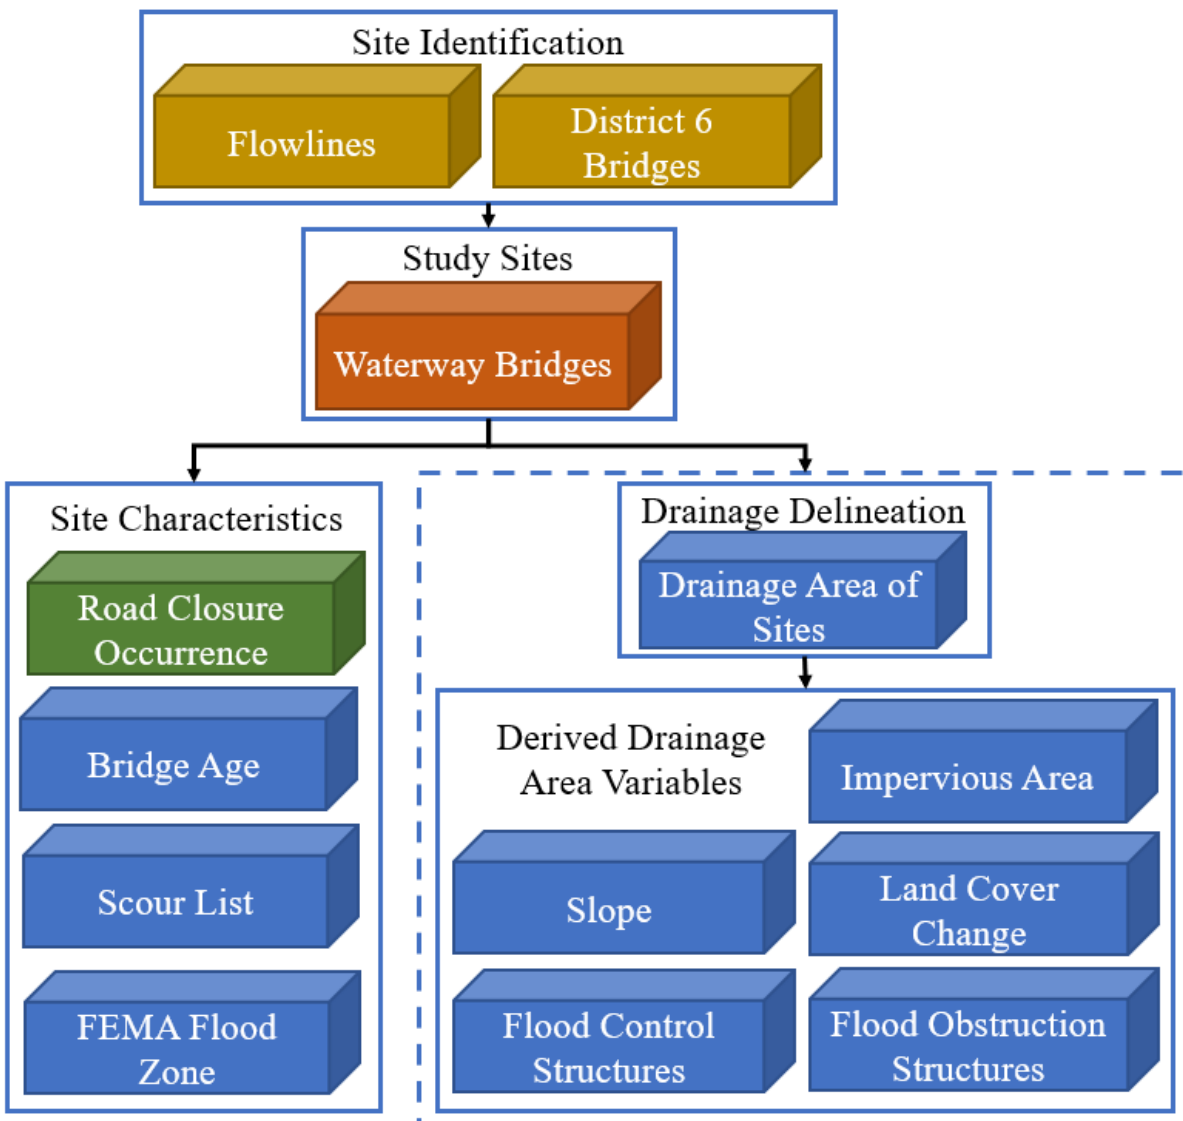 Site Identification
Flowlines
District 6
Bridges
Study Sites
Waterway Bridges
Site Characteristics
Road Closure
Occurrence
Bridge Age
Scour List
FEMA Flood
Zone
Drainage Delineation
Drainage Area of
Sites
Derived Drainage
Area Variables
Impervious Area
Slope
Land Cover
Change
Flood Control
Structures
Flood Obstruction
Structures